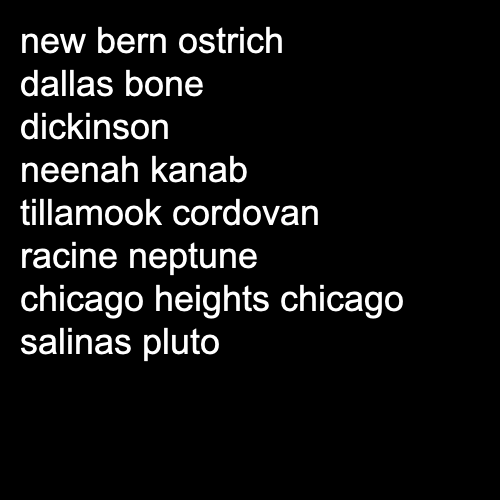 new bern ostrich
dallas bone
dickinson
neenah kanab
tillamook cordovan
racine neptune
chicago heights chicago
salinas pluto